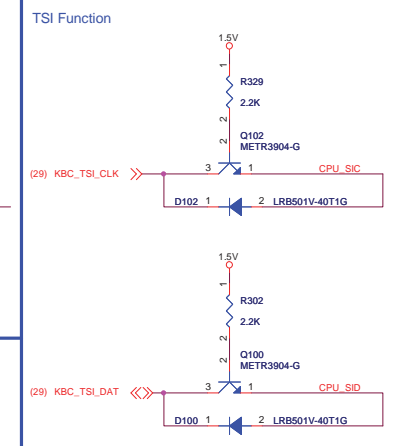 TSI Function
1.5V
1
R329
2.2K
2
2
Q102
METR3904-G
(29) KBC_TSI_CLK 3 1 CPU_SIC
D102 1 2 LRB501V-40T1G
1.5V
1
R302
2.2K
2
2
Q100
METR3904-G
(29) KBC_TSI_DAT 3 1 CPU_SID
D100 1 2 LRB501V-40T1G